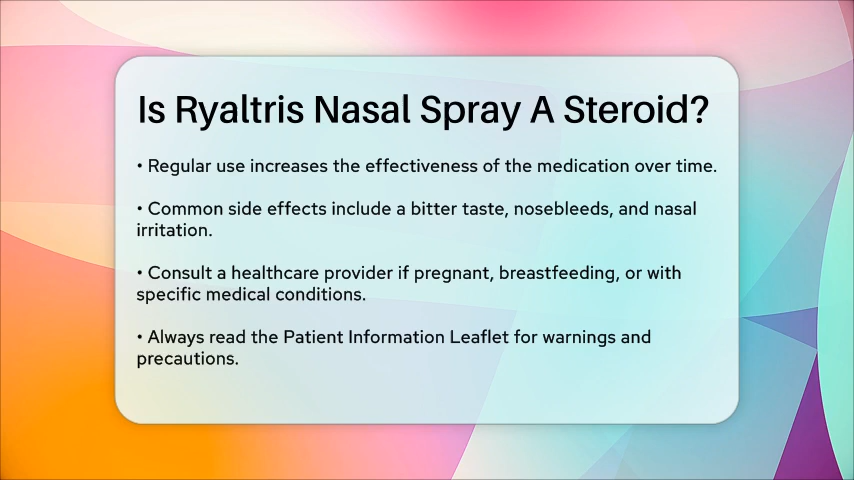 Is Ryaltris Nasal Spray A Steroid?
• Regular use increases the effectiveness of the medication over time.
• Common side effects include a bitter taste, nosebleeds, and nasal
irritation.
• Consult a healthcare provider if pregnant, breastfeeding, or with
specific medical conditions.
• Always read the Patient Information Leaflet for warnings and
precautions.